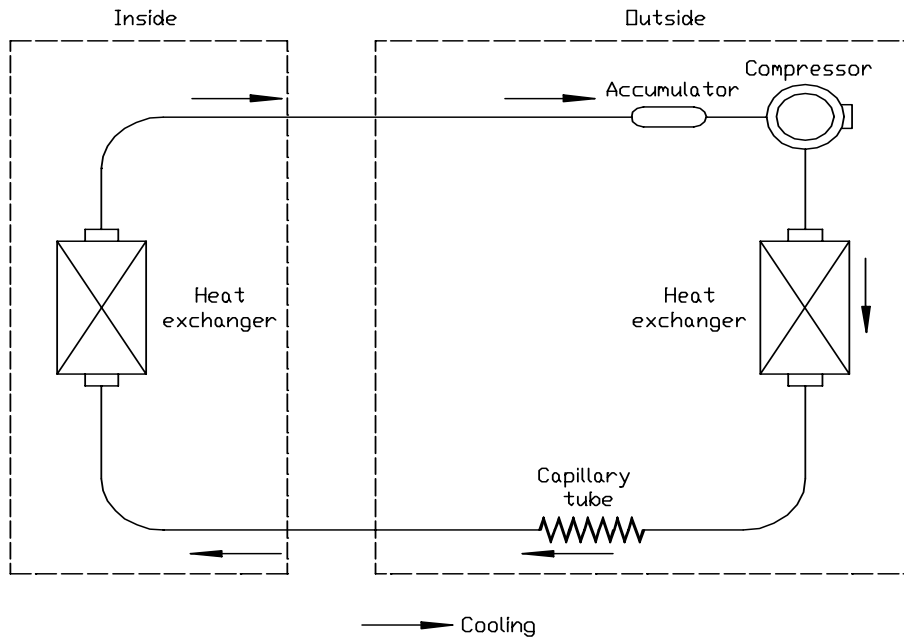 Inside
Outside
Compressor
Accumulator
Heat
exchanger
Heat
exchanger
Capillary
tube
Cooling